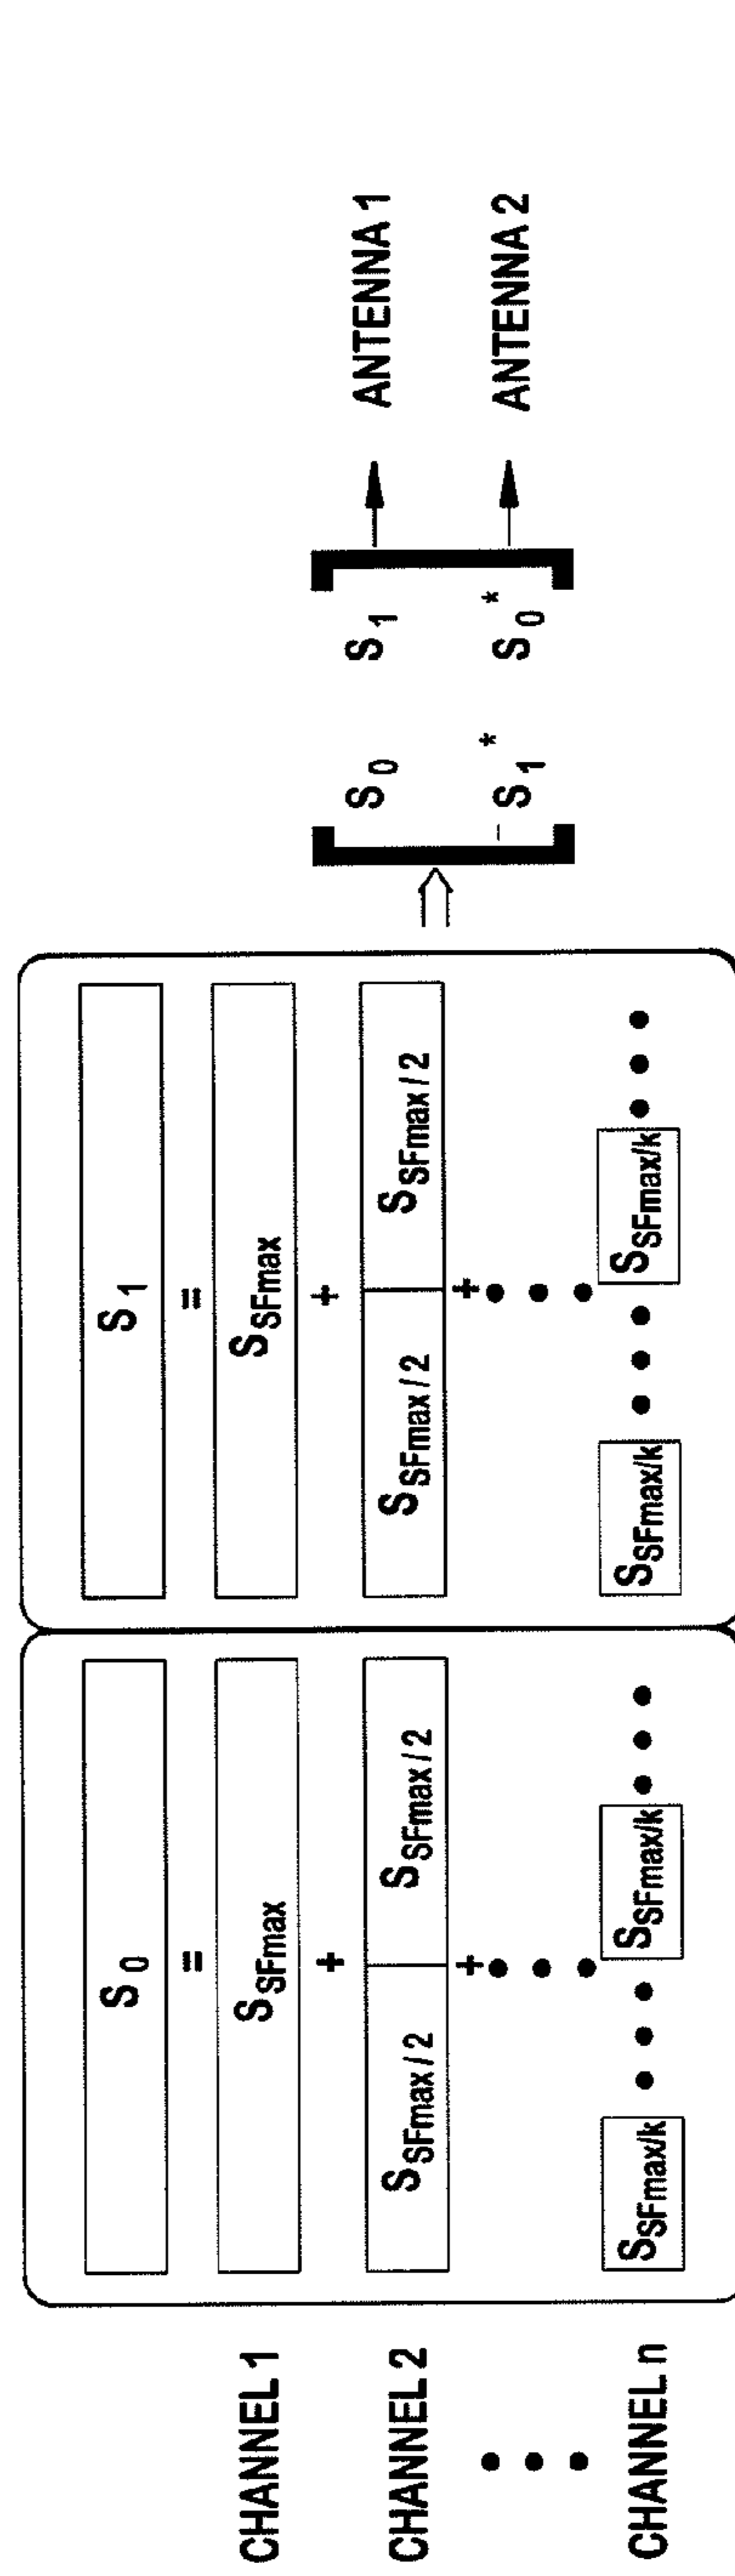 S0 S1
= =
CHANNEL 1 SSFmax SSFmax S0 S1 ANTENNA 1
+ +
CHANNEL 2 SSFmax / 2 SSFmax / 2 SSFmax / 2 SSFmax / 2 -S1* S0* ANTENNA 2
+ +
CHANNEL n SSFmax/k SSFmax/k SSFmax/k SSFmax/k